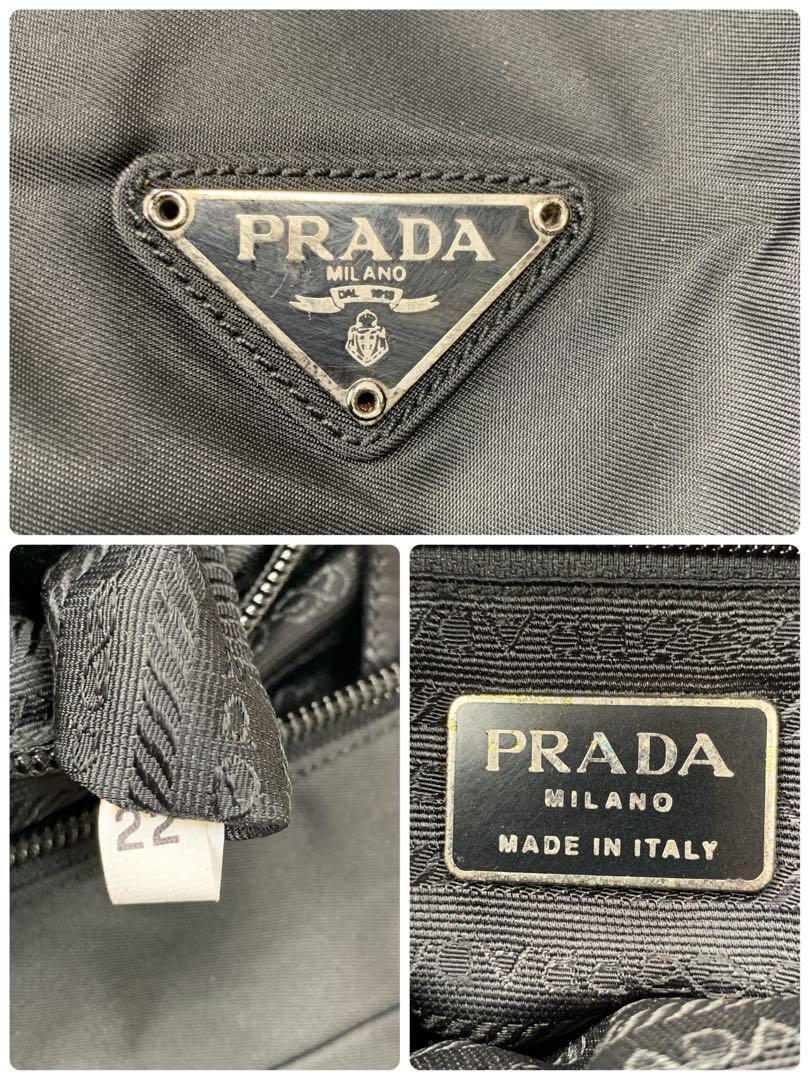 PRADA
MILANO
DAL 1913
22
PRADA
MILANO
MADE IN ITALY